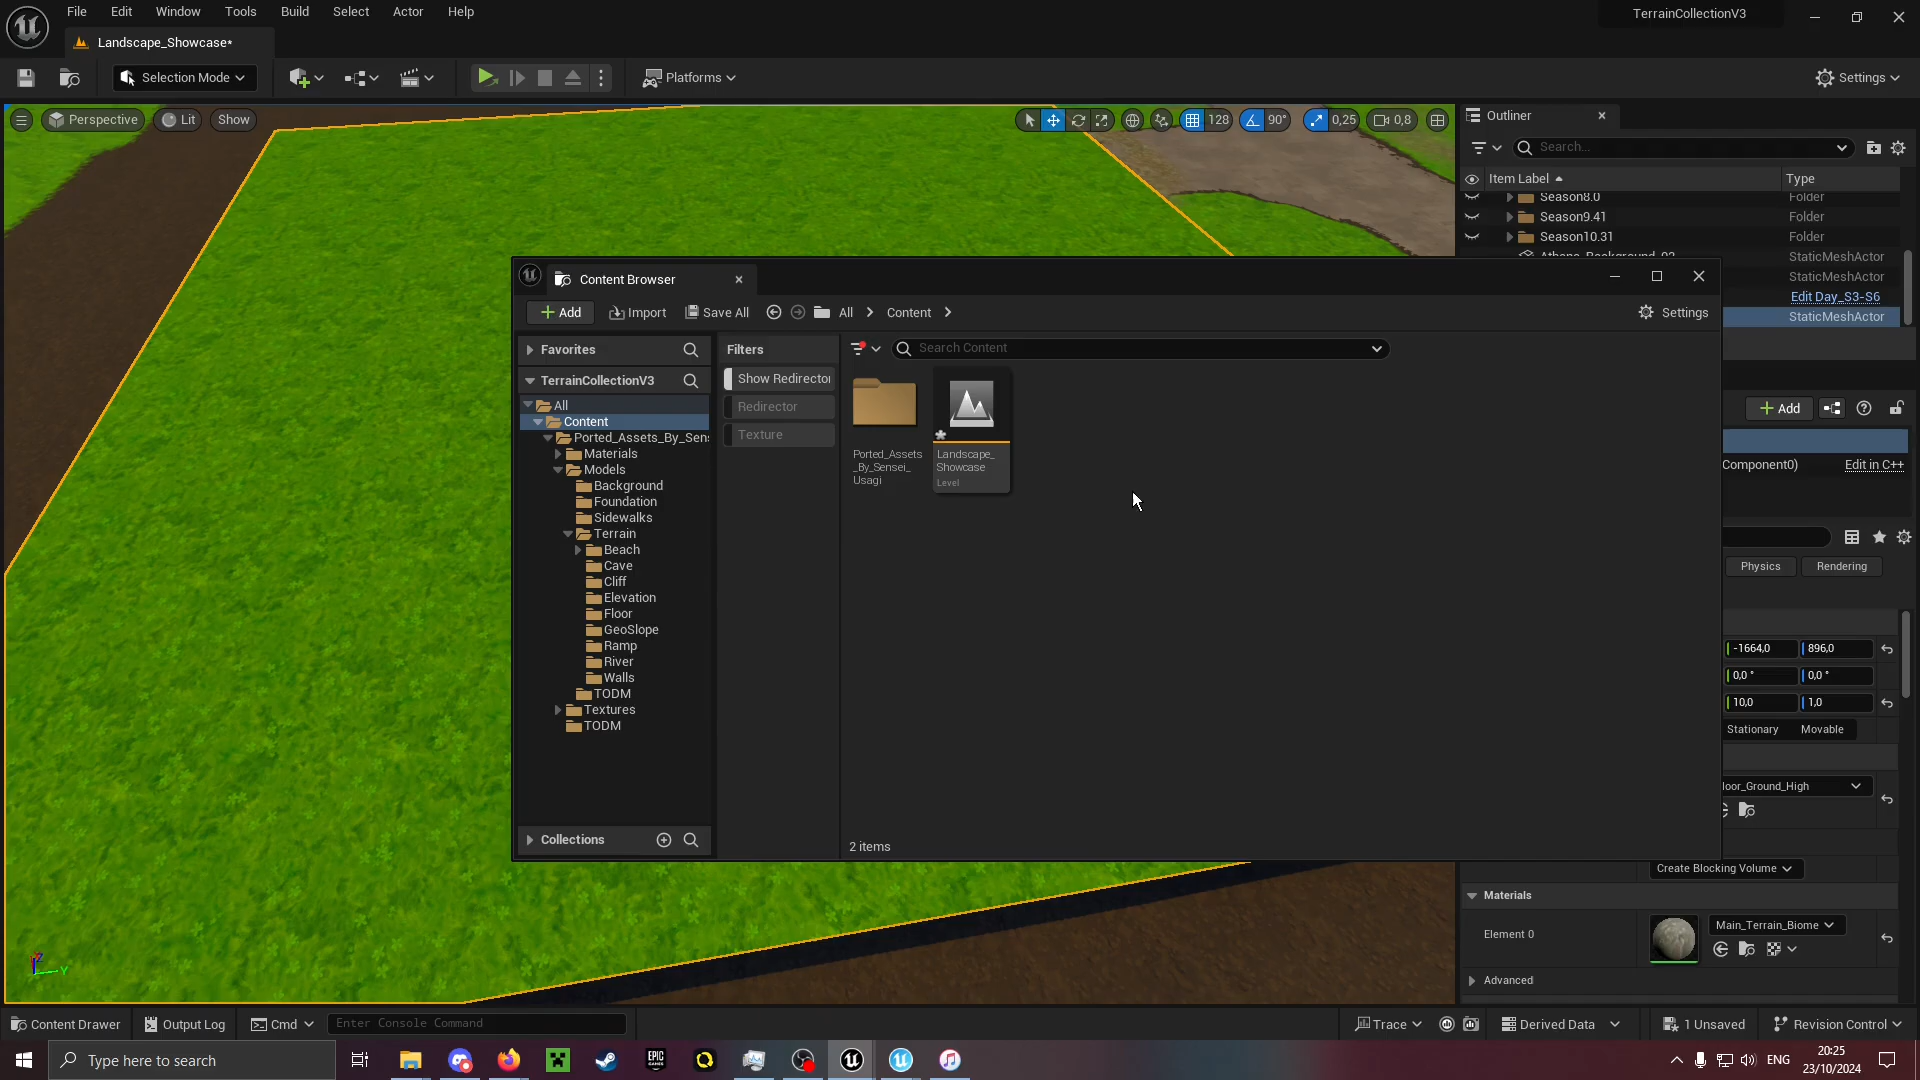 File Edit Window Tools Build Select Actor Help
TerrainCollectionV3
Landscape_Showcase*
Selection Mode
Platforms
Settings
Perspective
Lit
Show
128
90°
0,25
0,8
Outliner
Search...
Item Label
Type
Season8.0
Folder
Season9.41
Folder
Season10.31
Folder
Athena_Background_02
StaticMeshActor
StaticMeshActor
Edit Day_S3-S6
StaticMeshActor
Content Browser
Add
Import
Save All
All
Content
Settings
Favorites
TerrainCollectionV3
All
Content
Ported_Assets_By_Sens
Materials
Models
Background
Foundation
Sidewalks
Terrain
Beach
Cave
Cliff
Elevation
Floor
GeoSlope
Ramp
River
Walls
TODM
Textures
TODM
Collections
Filters
Show Redirector
Redirector
Texture
Search Content
Ported_Assets
_By_Sensei_
Usagi
Landscape_
Showcase
Level
2 items
Add
Component0)
Edit in C++
Physics
Rendering
-1664,0
896,0
0,0 °
0,0 °
10,0
1,0
Stationary
Movable
loor_Ground_High
Create Blocking Volume
Materials
Element 0
Main_Terrain_Biome
Advanced
Z
Y
Content Drawer
Output Log
Cmd
Enter Console Command
Trace
Derived Data
1 Unsaved
Revision Control
Type here to search
EPIC
GAMES
ENG
20:25
23/10/2024